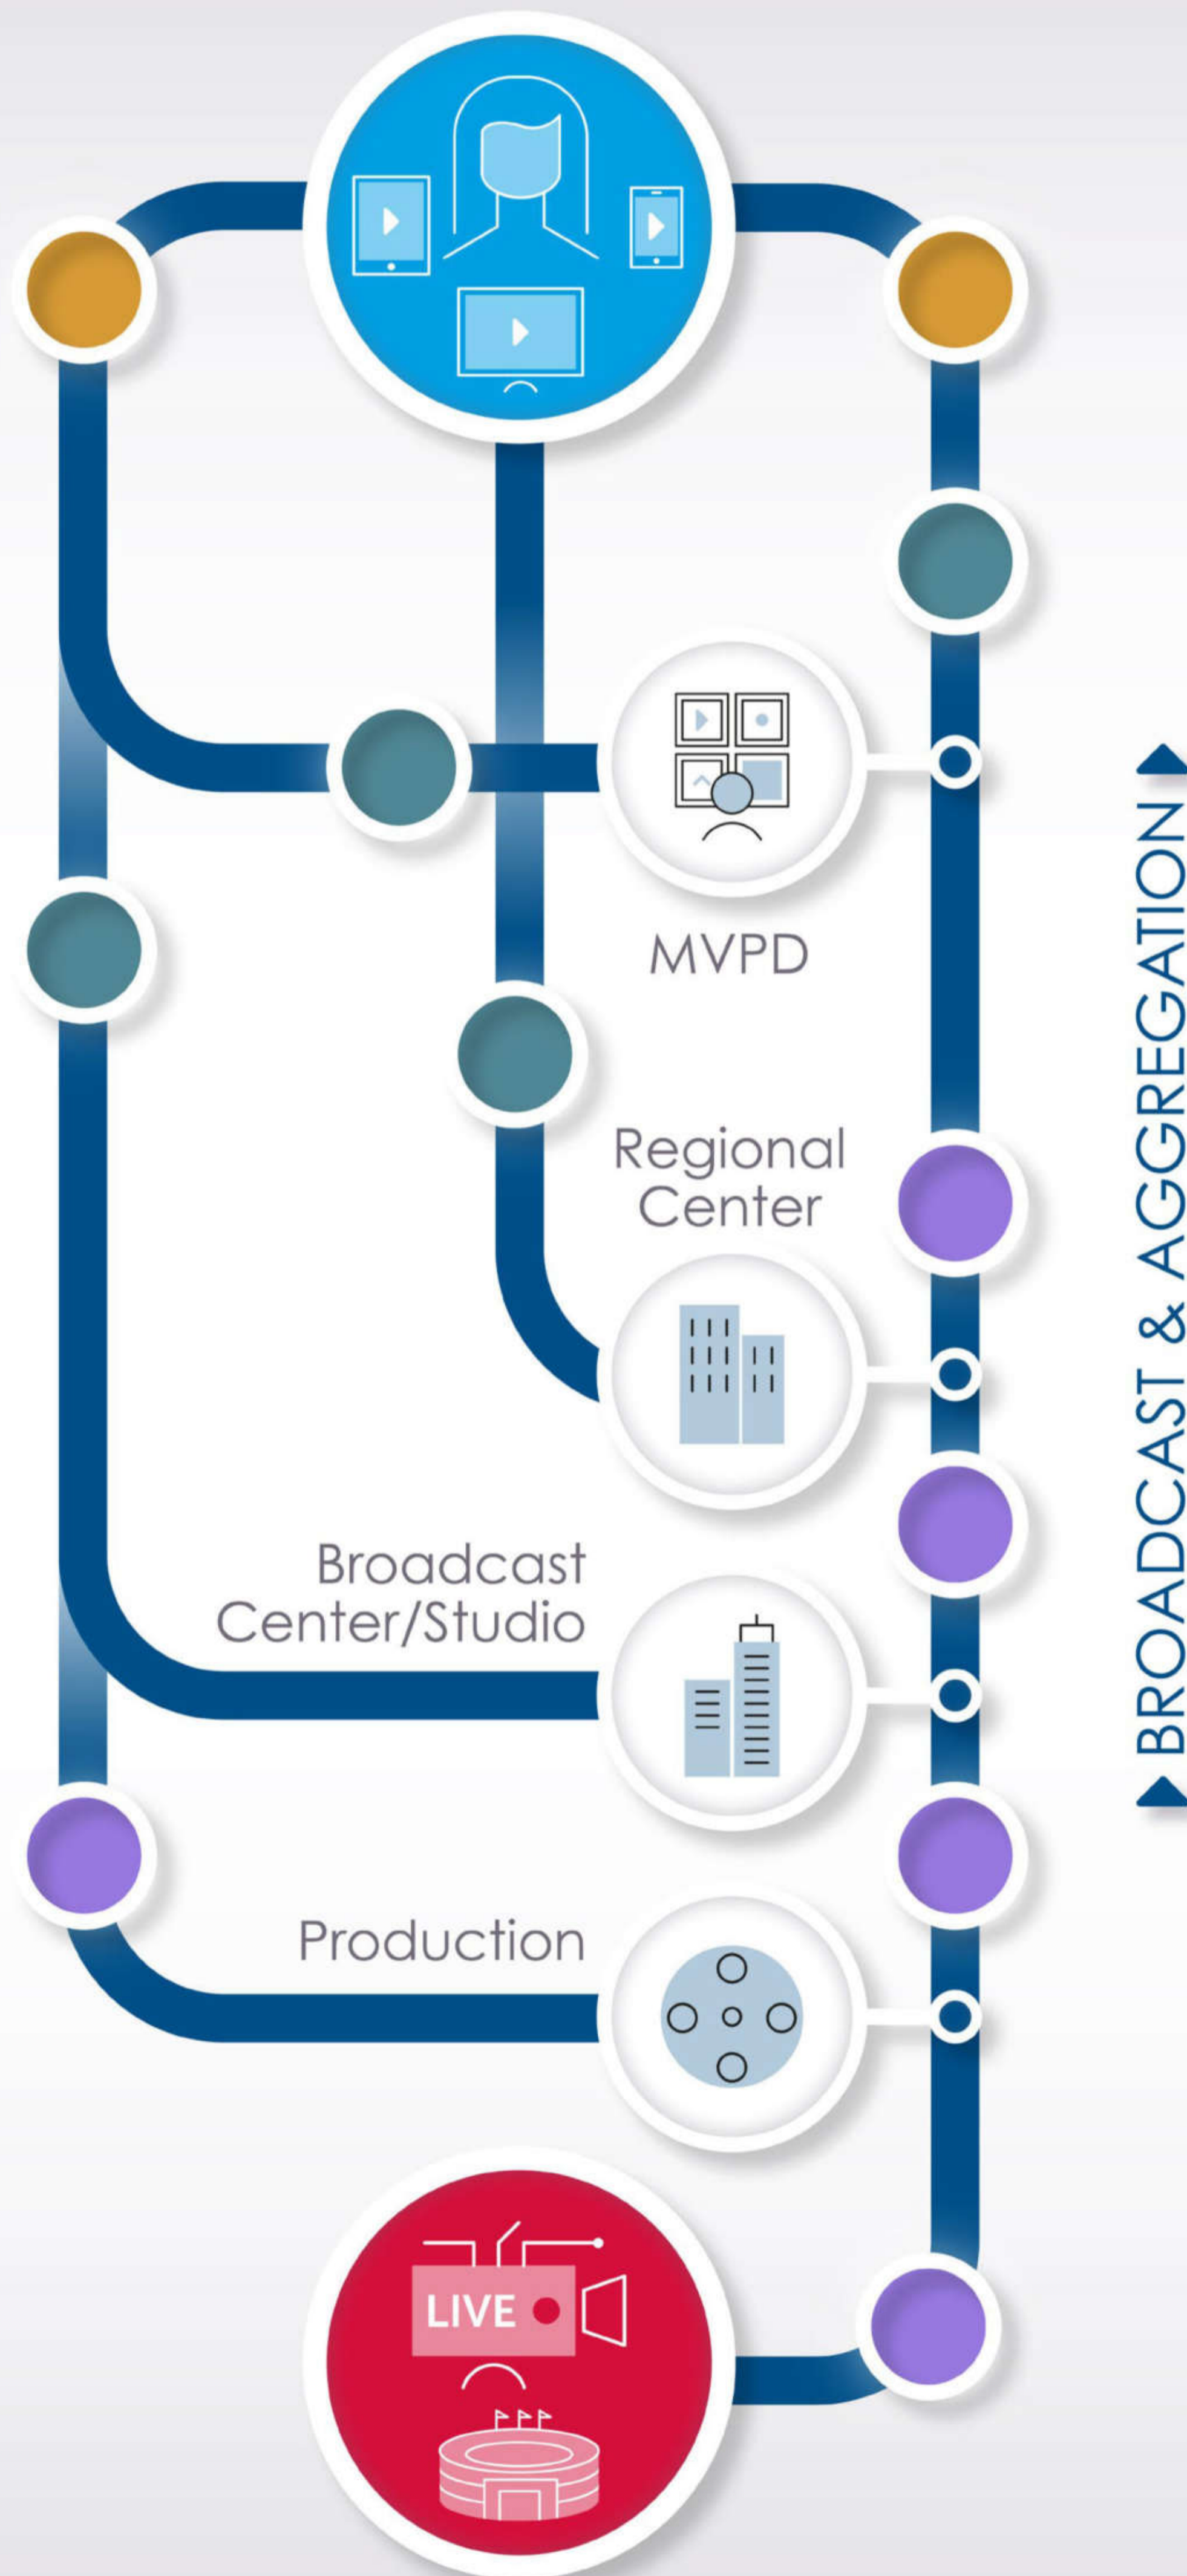 MVPD
Regional
Center
BROADCAST & AGGREGATION
Broadcast
Center/Studio
Production
LIVE